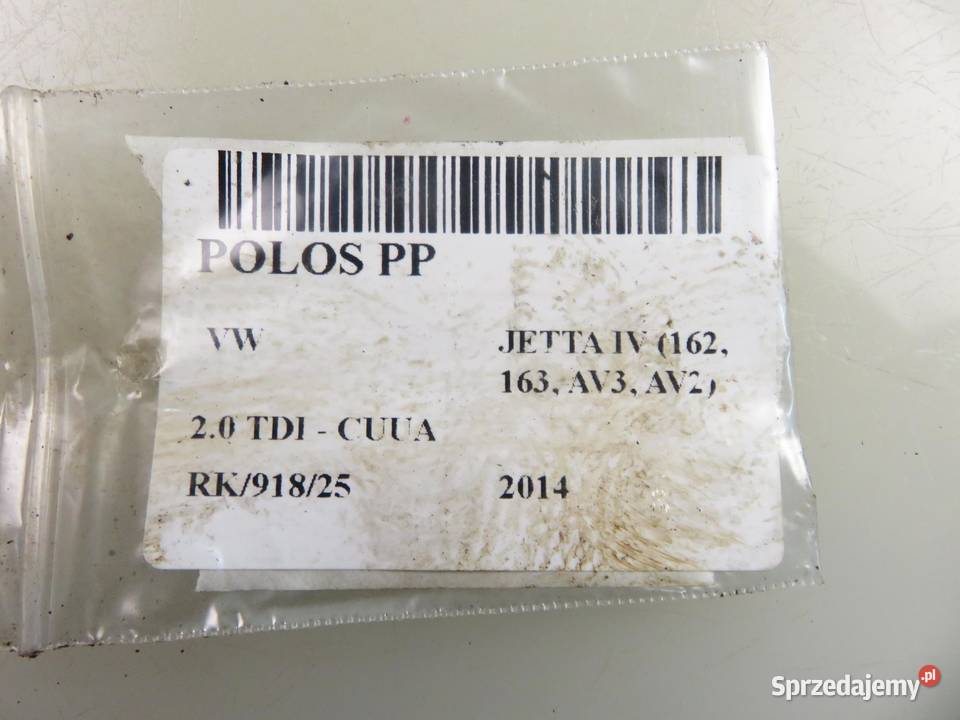 POLOS PP
VW
JETTA IV (162,
163, AV3, AV2)
2.0 TDI - CUUA
RK/918/25
2014
Sprzedajemy.pl